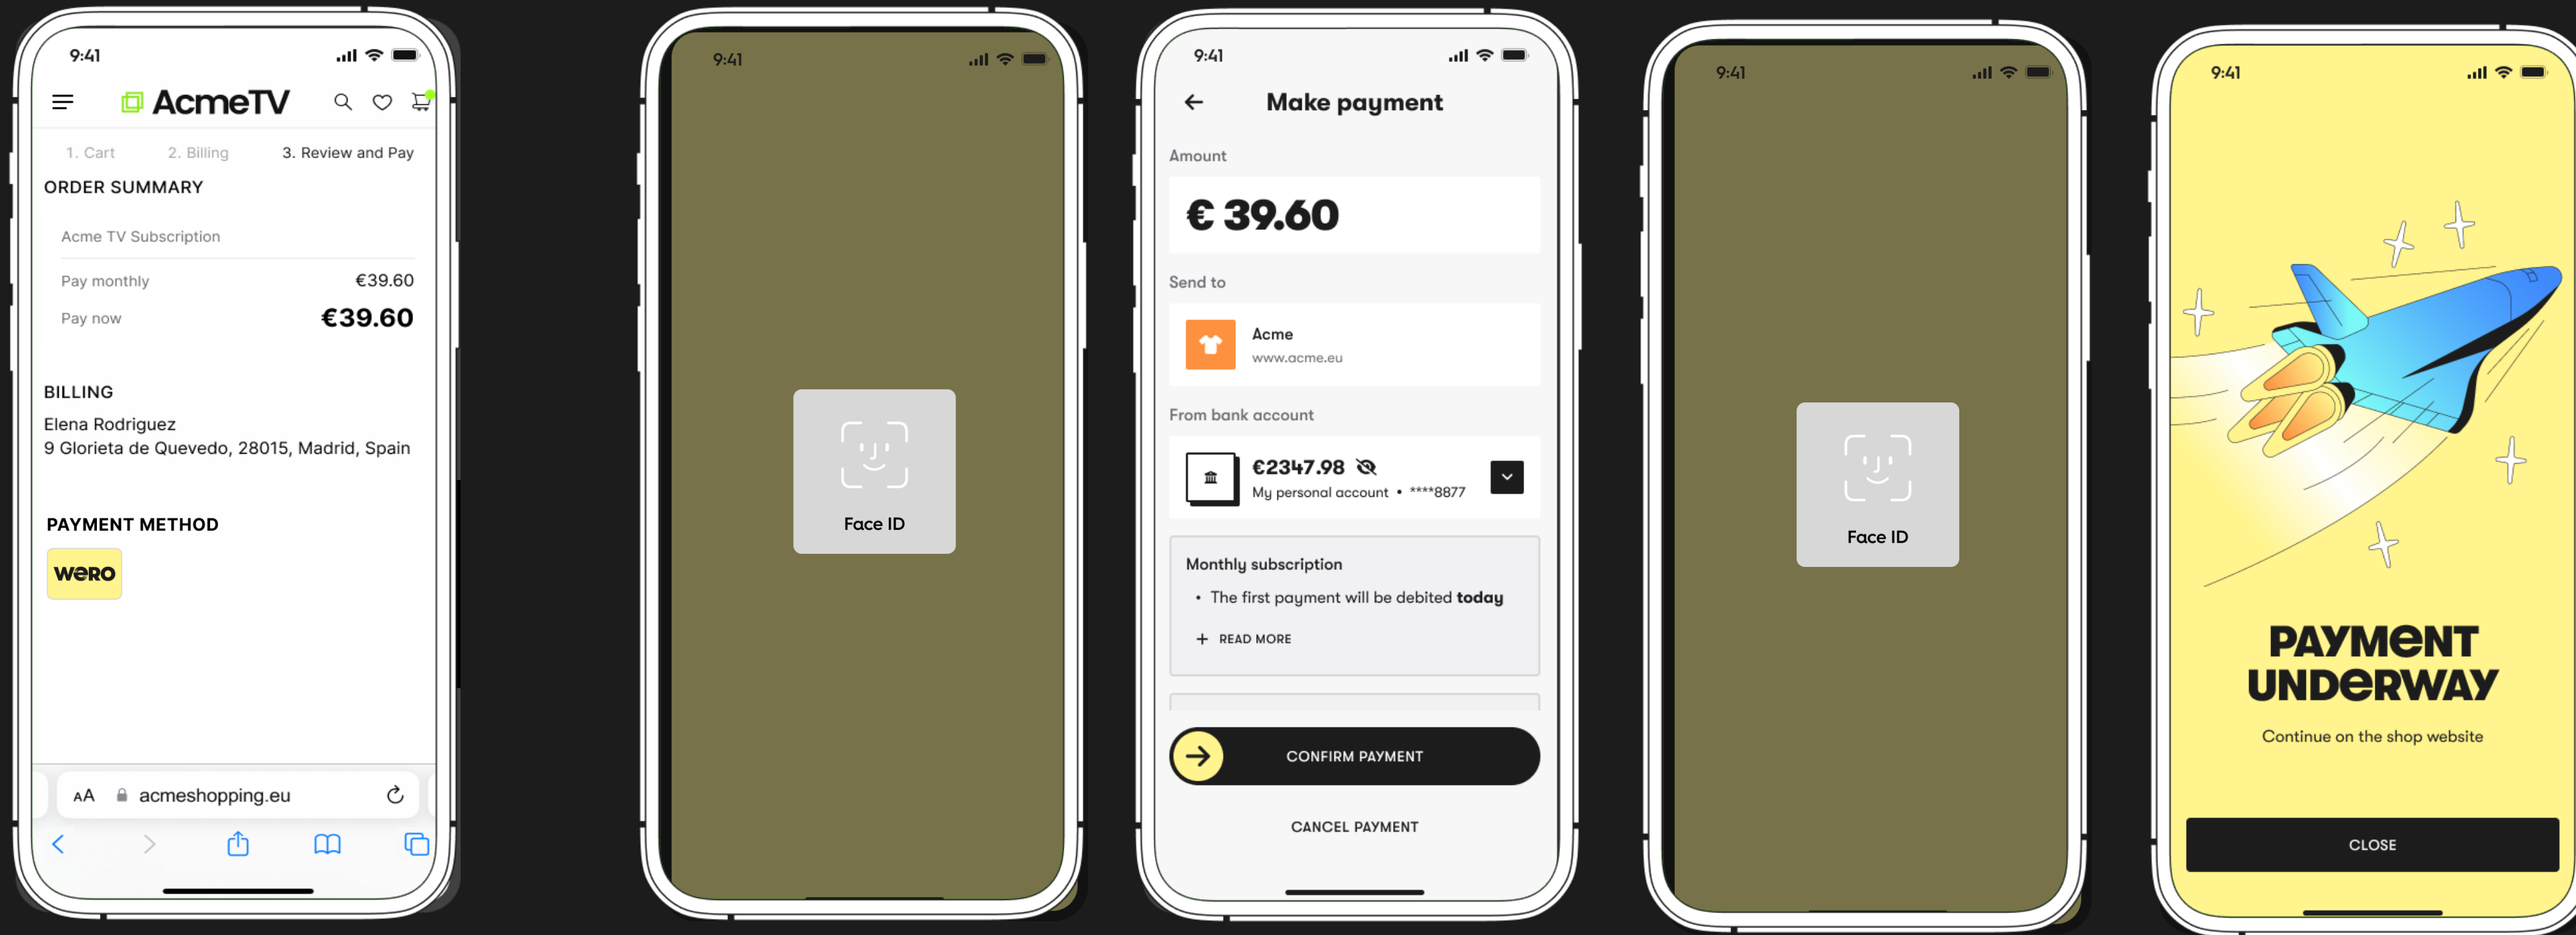 9:41
AcmeTV
1. Cart 2. Billing 3. Review and Pay
ORDER SUMMARY
Acme TV Subscription
Pay monthly €39.60
Pay now €39.60
BILLING
Elena Rodriguez
9 Glorieta de Quevedo, 28015, Madrid, Spain
PAYMENT METHOD
wero
AA acmeshopping.eu
9:41
Face ID
9:41
Make payment
Amount
€ 39.60
Send to
Acme
www.acme.eu
From bank account
€2347.98
My personal account • ****8877
Monthly subscription
• The first payment will be debited today
+ READ MORE
CONFIRM PAYMENT
CANCEL PAYMENT
9:41
Face ID
9:41
PAYMeNT
UNDeRWAY
Continue on the shop website
CLOSE